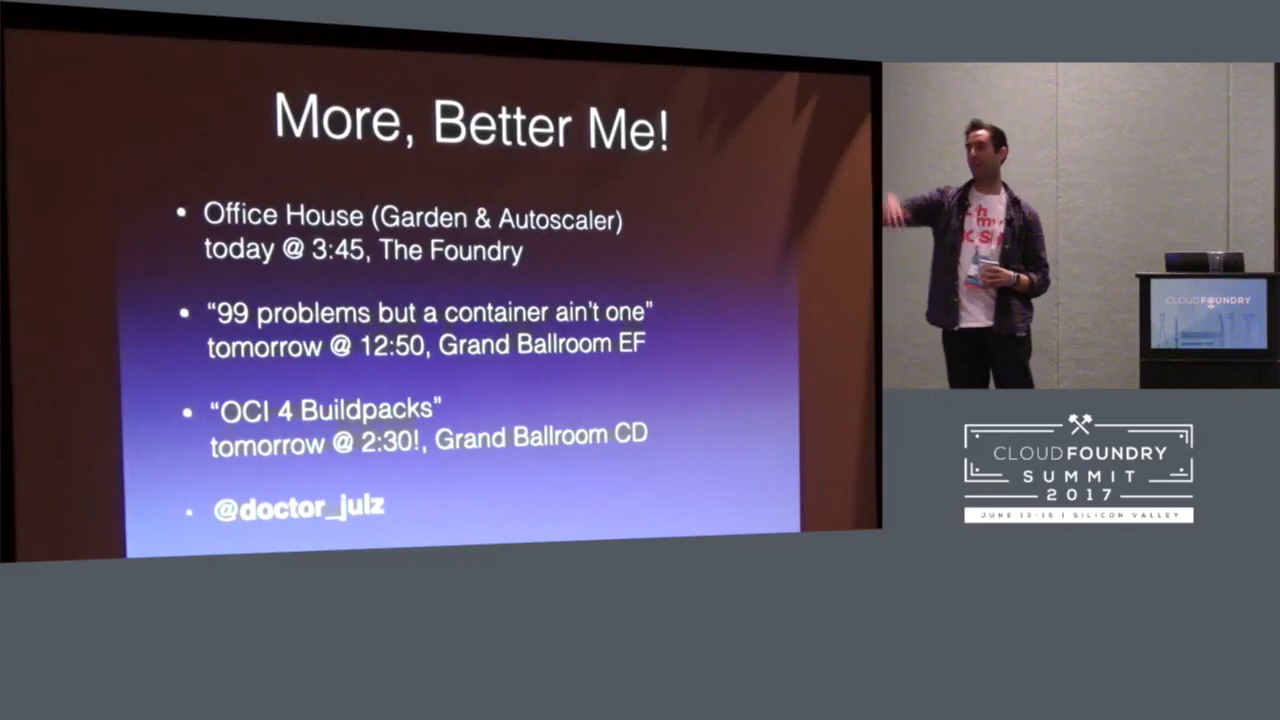 More, Better Me!
• Office House (Garden & Autoscaler)
today @ 3:45, The Foundry
• “99 problems but a container ain't one”
tomorrow @ 12:50, Grand Ballroom EF
• “OCI 4 Buildpacks”
tomorrow @ 2:30!, Grand Ballroom CD
• @doctor_julz
CLOUDFOUNDRY
CLOUDFOUNDRY
SUMMIT
2017
JUNE 13-15 | SILICON VALLEY